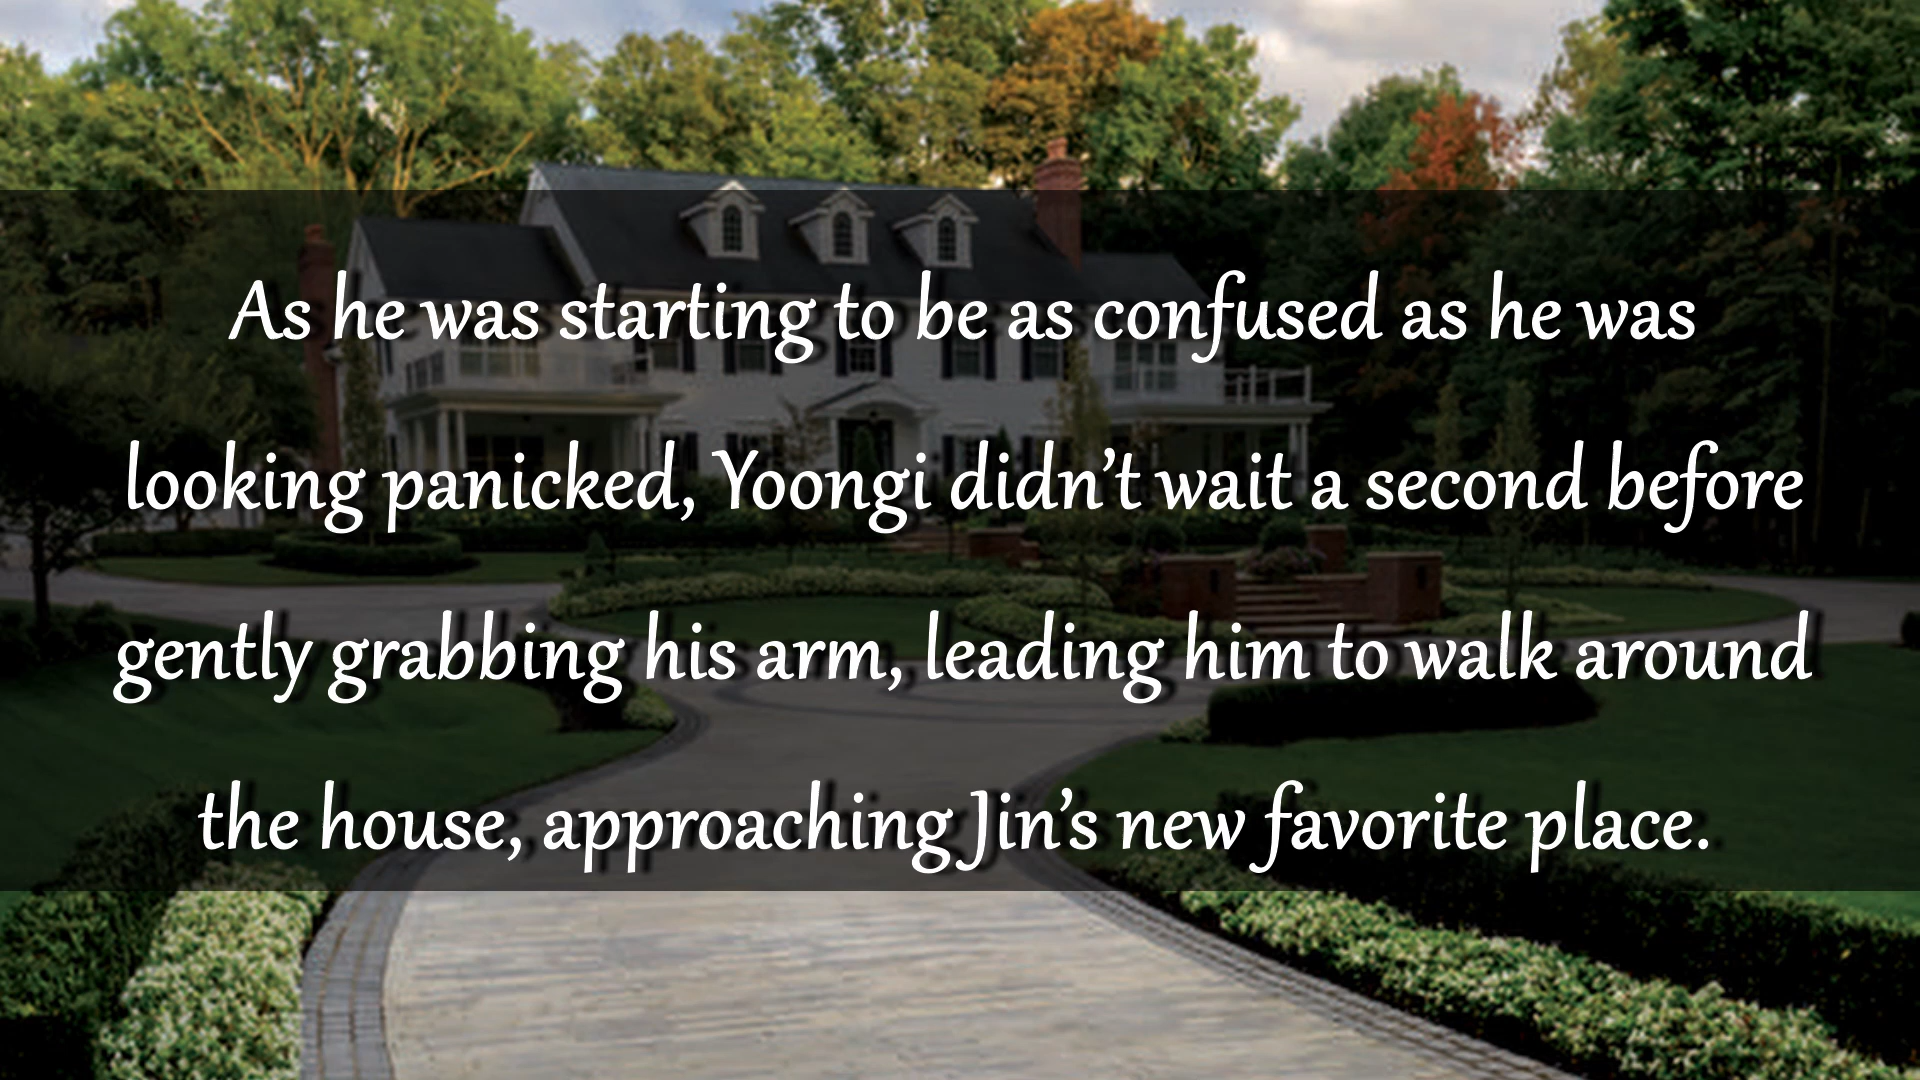 As he was starting to be as confused as he was
looking panicked, Yoongi didn’t wait a second before
gently grabbing his arm, leading him to walk around
the house, approaching Jin’s new favorite place.